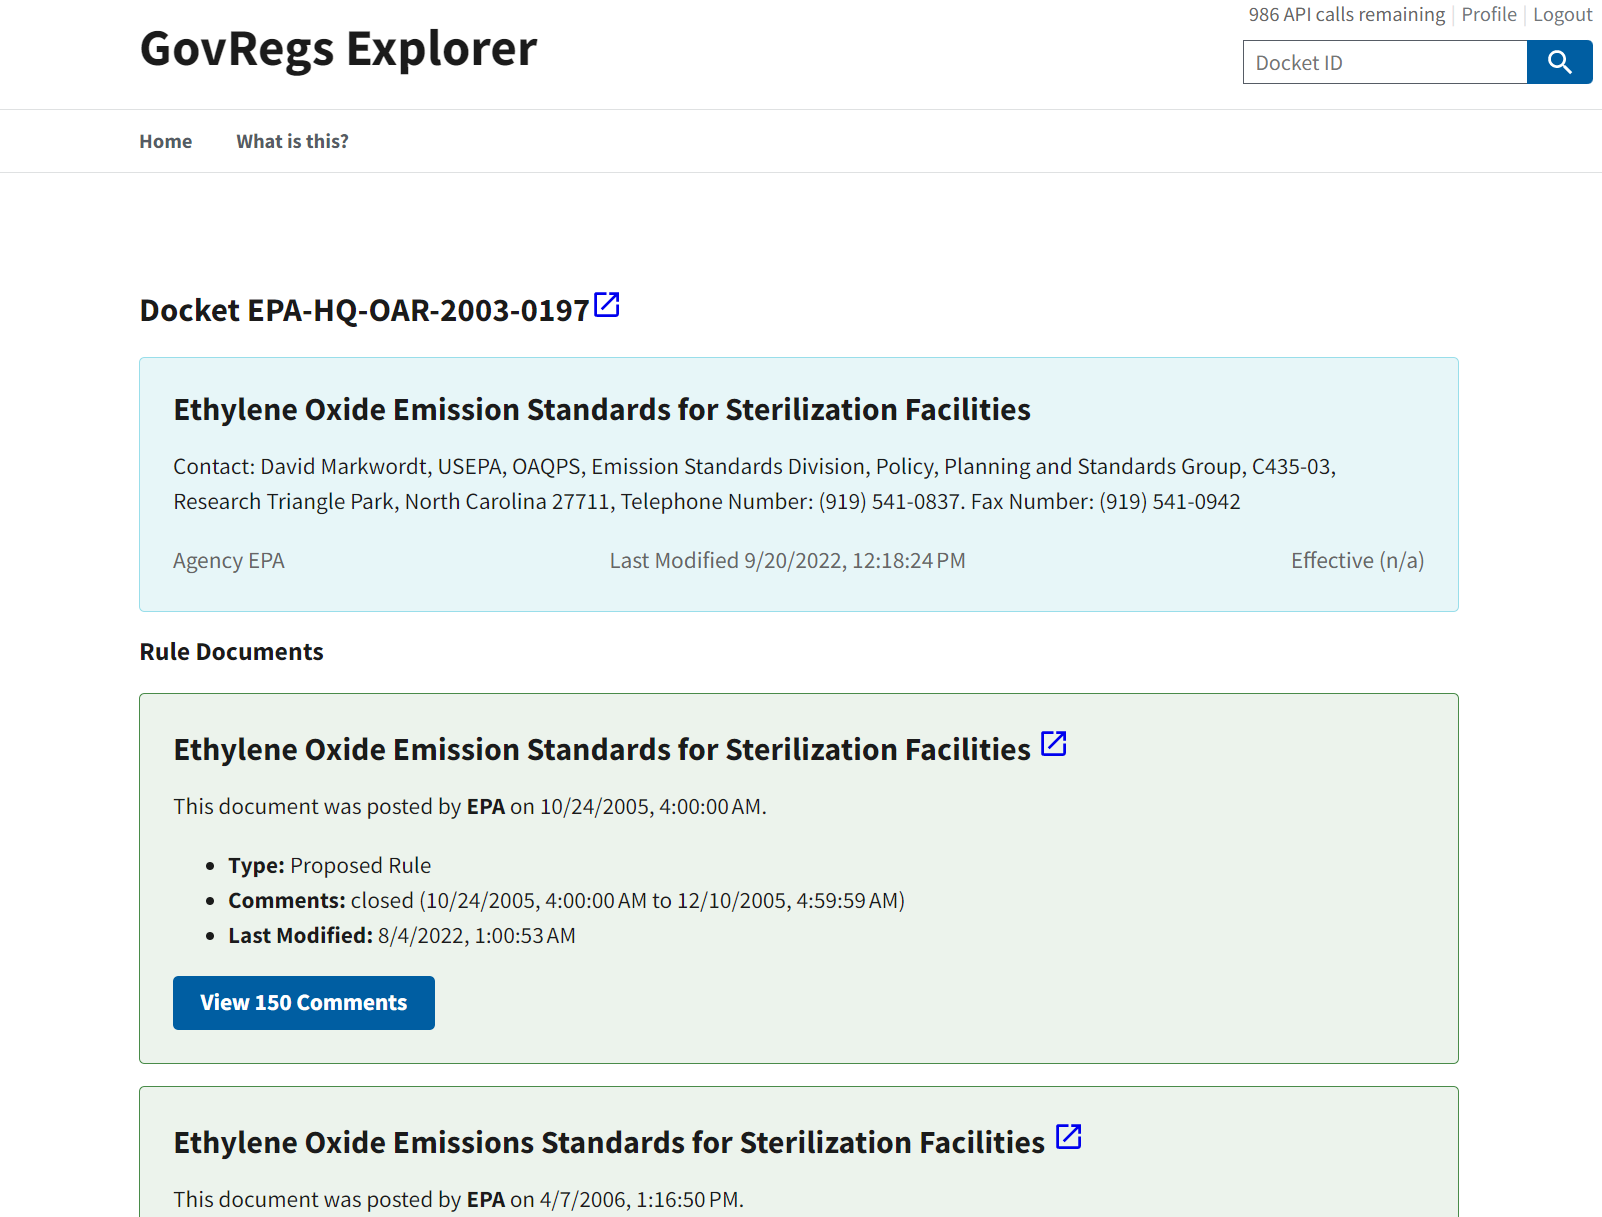 986 API calls remaining | Profile | Logout
GovRegs Explorer
Docket ID
Home
What is this?
Docket EPA-HQ-OAR-2003-0197
Ethylene Oxide Emission Standards for Sterilization Facilities
Contact: David Markwordt, USEPA, OAQPS, Emission Standards Division, Policy, Planning and Standards Group, C435-03,
Research Triangle Park, North Carolina 27711, Telephone Number: (919) 541-0837. Fax Number: (919) 541-0942
Agency EPA
Last Modified 9/20/2022, 12:18:24 PM
Effective (n/a)
Rule Documents
Ethylene Oxide Emission Standards for Sterilization Facilities
This document was posted by EPA on 10/24/2005, 4:00:00 AM.
• Type: Proposed Rule
• Comments: closed (10/24/2005, 4:00:00 AM to 12/10/2005, 4:59:59 AM)
• Last Modified: 8/4/2022, 1:00:53 AM
View 150 Comments
Ethylene Oxide Emissions Standards for Sterilization Facilities
This document was posted by EPA on 4/7/2006, 1:16:50 PM.